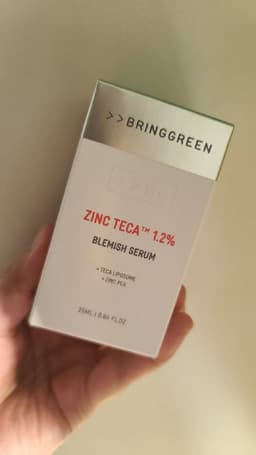 >>BRINGGREEN
ZINC TECA™ 1.2%
BLEMISH SERUM
+ TECA LIPOSOME
+ ZINC PCA
25ML / 0.84 FL.OZ